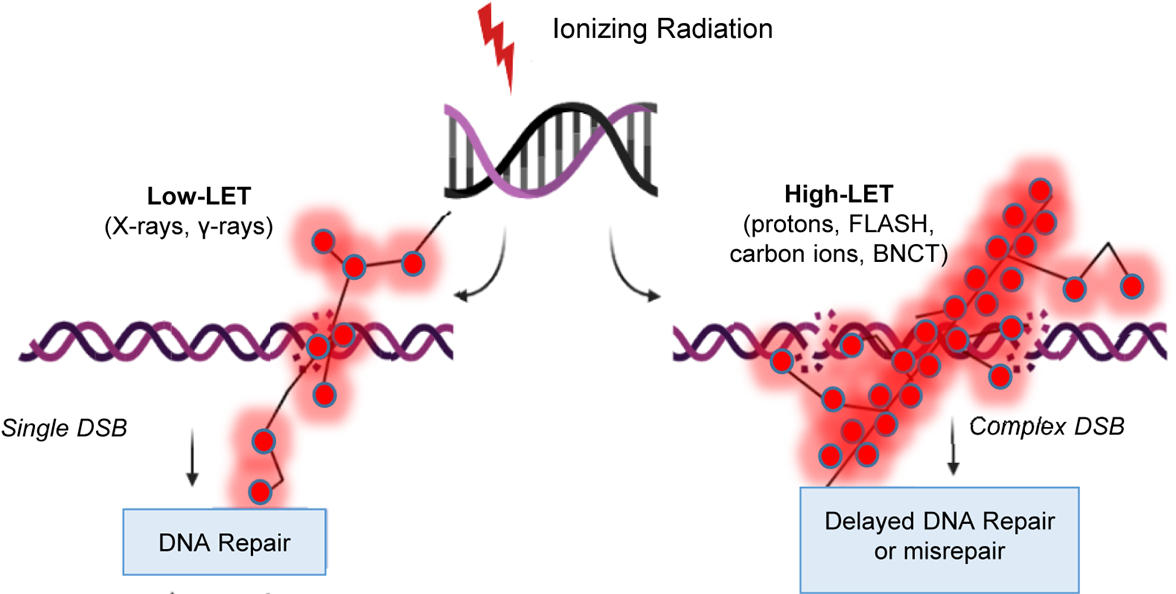 Ionizing Radiation
Low-LET
(X-rays, γ-rays)
High-LET
(protons, FLASH,
carbon ions, BNCT)
Single DSB
Complex DSB
DNA Repair
Delayed DNA Repair
or misrepair